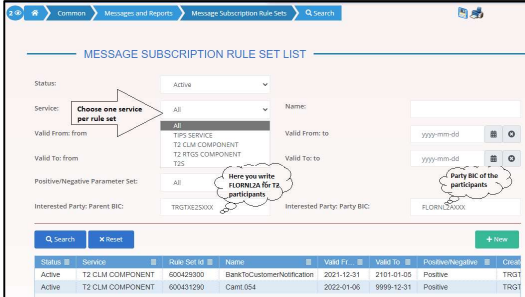 2 Common Messages and Reports Message Subscription Rule Sets Search
MESSAGE SUBSCRIPTION RULE SET LIST
Status: Active
Service: Choose one service per rule set All Name:
All
TIPS SERVICE
T2 CLM COMPONENT
T2 RTGS COMPONENT
T2S
Valid From: from Valid From: to yyyy-mm-dd
Valid To: from Valid To: to yyyy-mm-dd
Positive/Negative Parameter Set: All
Here you write
FLORNL2A for T2
participants
Party BIC of the
participants
Interested Party: Parent BIC: TRGTXE2SXXX Interested Party: Party BIC: FLORNL2AXXX
Search Reset New
Status Service Rule Set Id Name Valid Fr... Valid To Positive/Negative Creat
Active T2 CLM COMPONENT 600429300 BankToCustomerNotification 2021-12-31 2101-01-05 Positive TRGT
Active T2 CLM COMPONENT 600431290 Camt.054 2022-01-06 9999-12-31 Positive TRGT